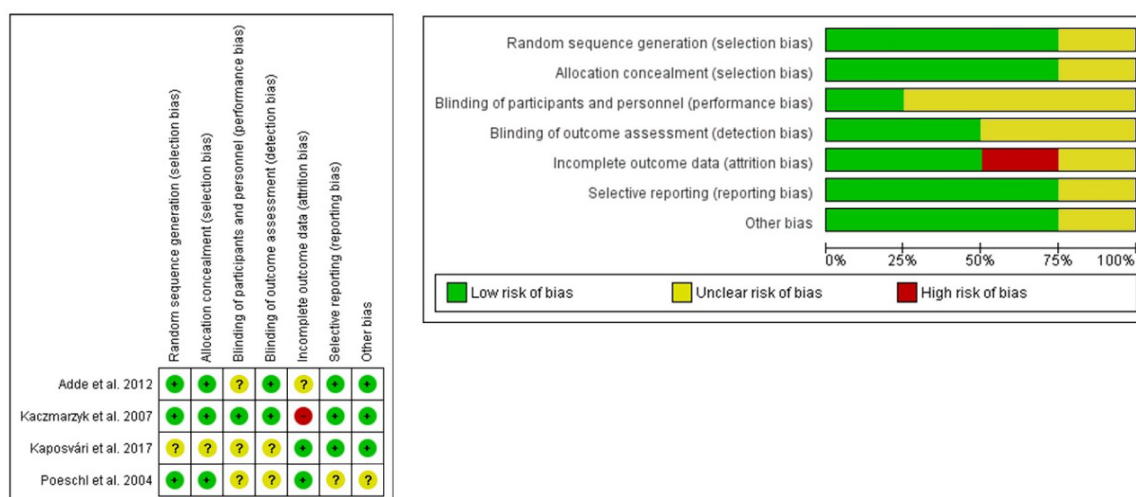 Random sequence generation (selection bias)
Allocation concealment (selection bias)
Blinding of participants and personnel (performance bias)
Blinding of outcome assessment (detection bias)
Incomplete outcome data (attrition bias)
Selective reporting (reporting bias)
Other bias
Adde et al. 2012 + + ? + ? + +
Kaczmarzyk et al. 2007 + + + + - + +
Kaposvári et al. 2017 ? ? ? ? + + +
Poeschl et al. 2004 + + ? ? + ? ?
Random sequence generation (selection bias)
Allocation concealment (selection bias)
Blinding of participants and personnel (performance bias)
Blinding of outcome assessment (detection bias)
Incomplete outcome data (attrition bias)
Selective reporting (reporting bias)
Other bias
0% 25% 50% 75% 100%
Low risk of bias Unclear risk of bias High risk of bias